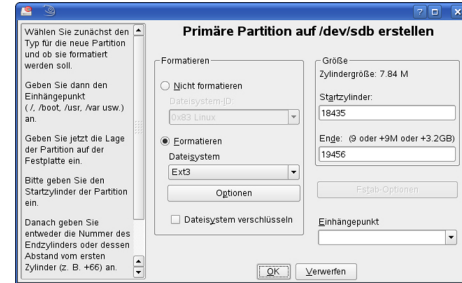 Primäre Partition auf /dev/sdb erstellen
Wählen Sie zunächst den
Typ für die neue Partition
und ob sie formatiert
werden soll.
Geben Sie dann den
Einhängepunkt
( /, /boot, /usr, /var usw.)
an.
Geben Sie jetzt die Lage
der Partition auf der
Festplatte ein.
Bitte geben Sie den
Startzylinder der Partition
ein.
Danach geben Sie
entweder die Nummer des
Endzylinders oder dessen
Abstand vom ersten
Zylinder (z. B. +66) an.
Formatieren
Nicht formatieren
Dateisystem-ID:
0x83 Linux
Formatieren
Dateisystem
Ext3
Optionen
Dateisystem verschlüsseln
Größe
Zylindergröße: 7.84 M
Startzylinder:
18435
Ende: (9 oder +9M oder +3.2GB)
19456
Fstab-Optionen
Einhängepunkt
OK
Verwerfen